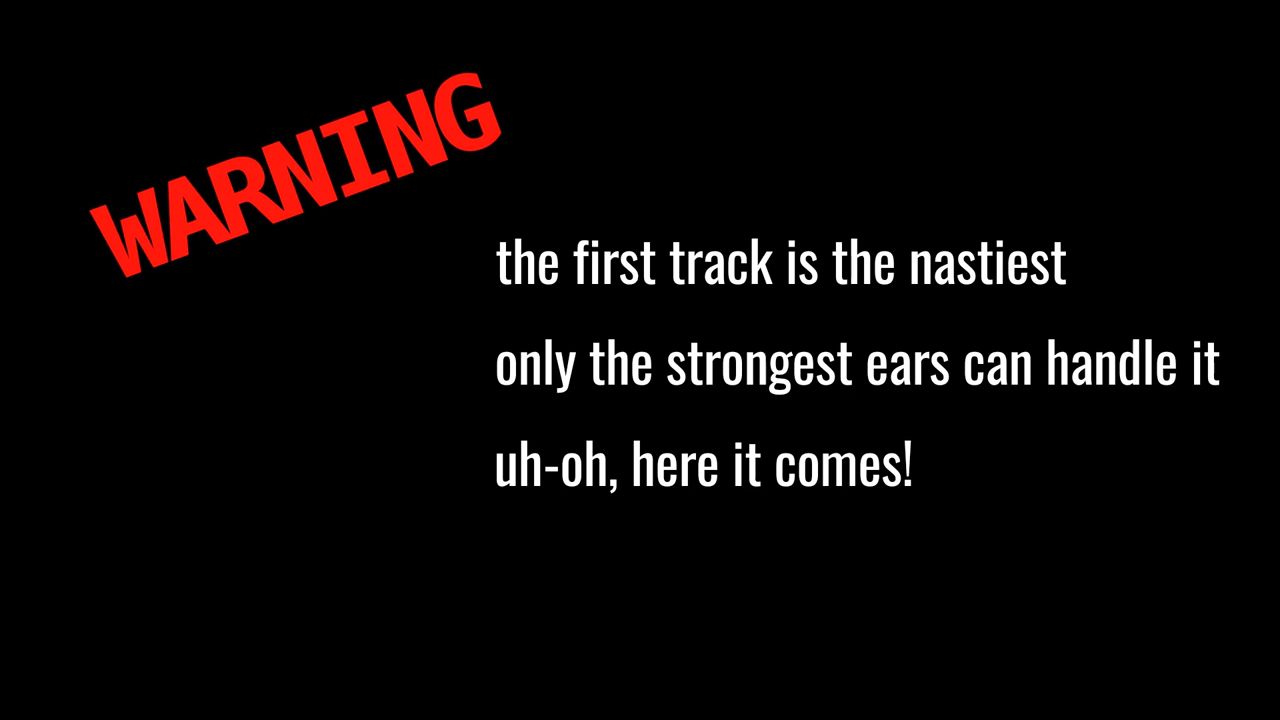 WARNING
the first track is the nastiest
only the strongest ears can handle it
uh-oh, here it comes!